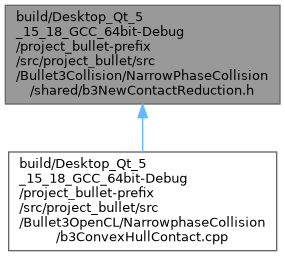 build/Desktop_Qt_5
_15_18_GCC_64bit-Debug
/project_bullet-prefix
/src/project_bullet/src
/Bullet3Collision/NarrowPhaseCollision
/shared/b3NewContactReduction.h
build/Desktop_Qt_5
_15_18_GCC_64bit-Debug
/project_bullet-prefix
/src/project_bullet/src
/Bullet3OpenCL/NarrowphaseCollision
/b3ConvexHullContact.cpp